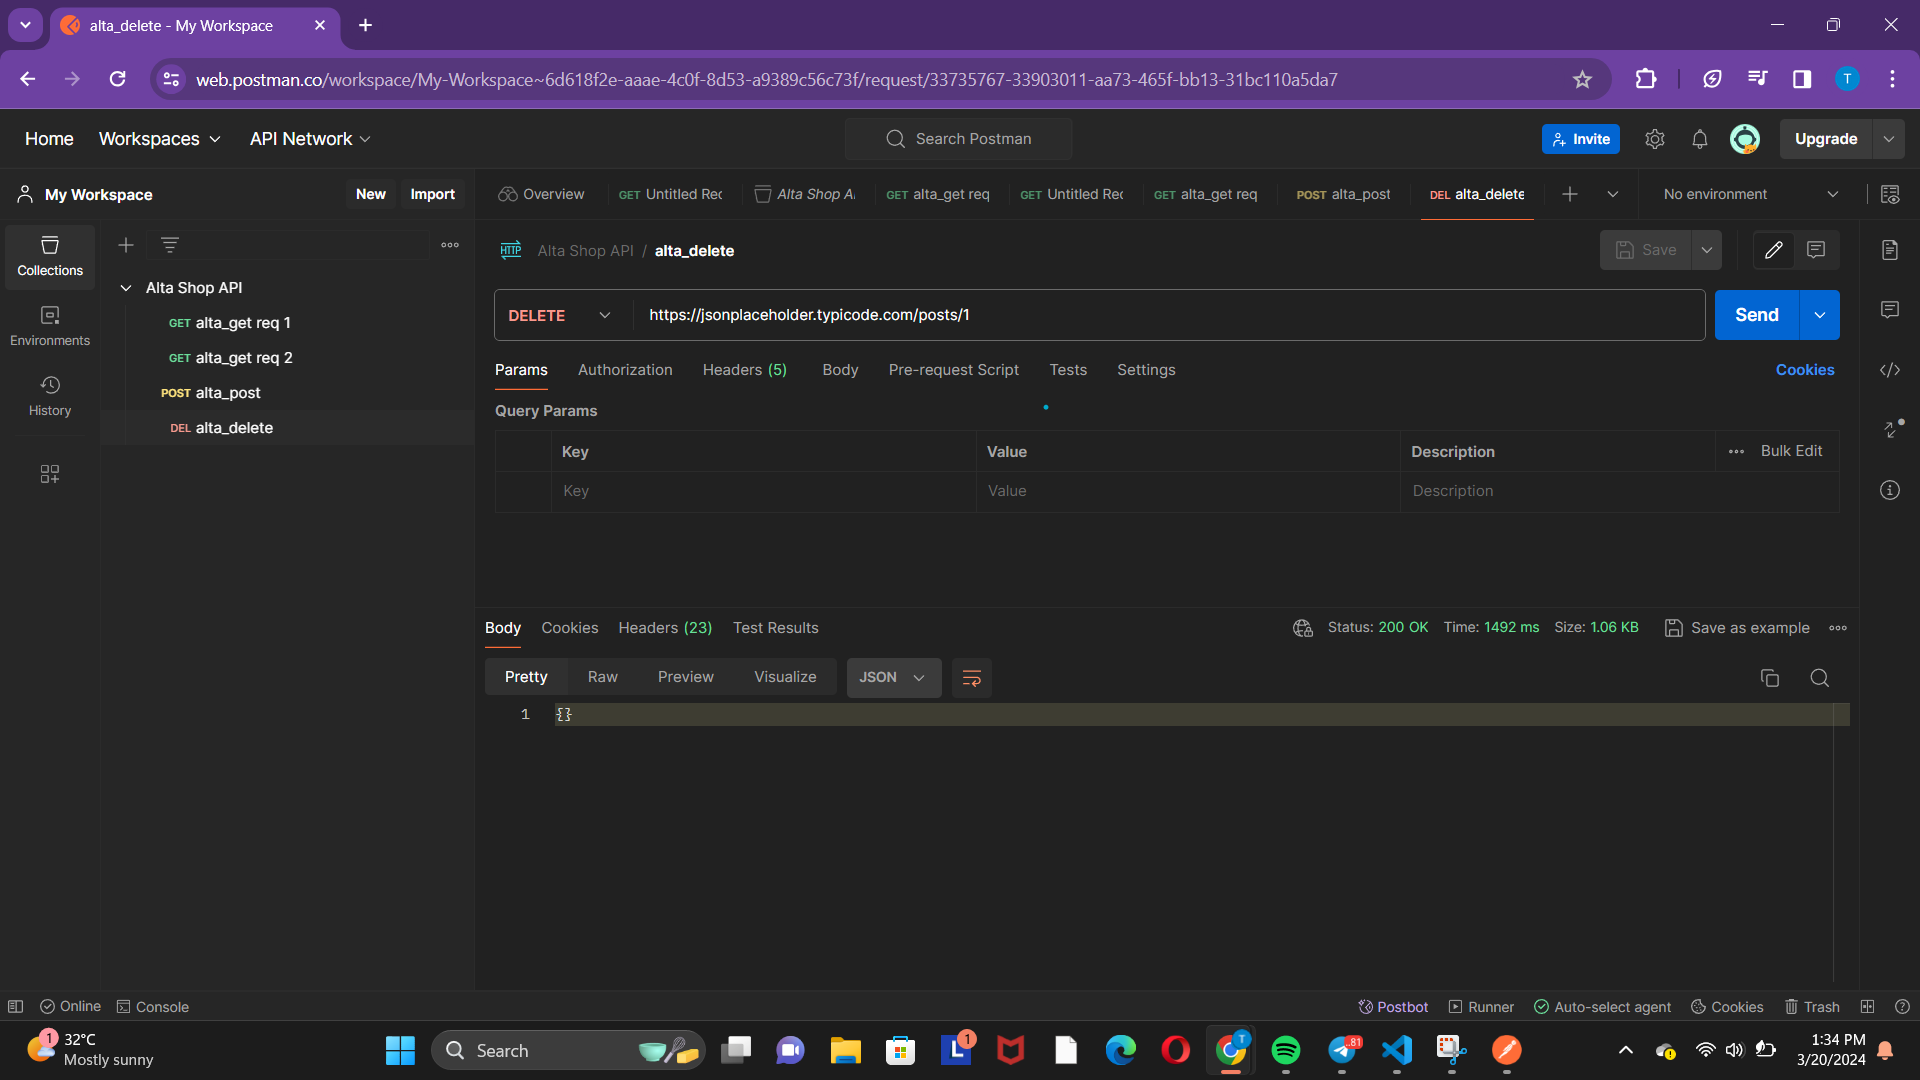 alta_delete - My Workspace
web.postman.co/workspace/My-Workspace~6d618f2e-aaae-4c0f-8d53-a9389c56c73f/request/33735767-33903011-aa73-465f-bb13-31bc110a5da7
T
Home Workspaces API Network Search Postman Invite Upgrade
My Workspace New Import Overview GET Untitled Rec Alta Shop A. GET alta_get req GET Untitled Rec GET alta_get req POST alta_post DEL alta_delete No environment
Collections
HTTP Alta Shop API / alta_delete Save
Alta Shop API
GET alta_get req 1
DELETE https://jsonplaceholder.typicode.com/posts/1 Send
Environments
GET alta_get req 2
Params Authorization Headers (5) Body Pre-request Script Tests Settings Cookies
POST alta_post
History
Query Params
DEL alta_delete
Key Value Description Bulk Edit
Key Value Description
Body Cookies Headers (23) Test Results Status: 200 OK Time: 1492 ms Size: 1.06 KB Save as example
Pretty Raw Preview Visualize JSON
1 {}
Online Console Postbot Runner Auto-select agent Cookies Trash
1 32°C
Mostly sunny
Search
L 1
T
81
1:34 PM
3/20/2024